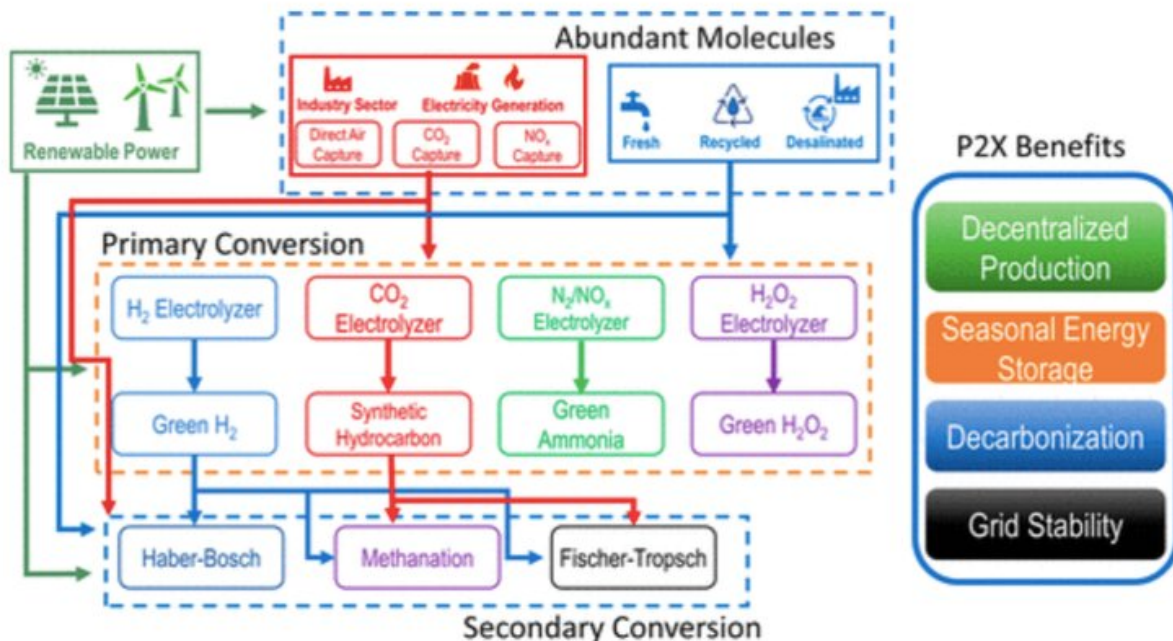 Abundant Molecules
Renewable Power
Industry Sector
Electricity Generation
Direct Air
Capture
CO₂
Capture
NOₓ
Capture
Fresh
Recycled
Desalinated
P2X Benefits
Decentralized
Production
Seasonal Energy
Storage
Decarbonization
Grid Stability
Primary Conversion
H₂ Electrolyzer
CO₂
Electrolyzer
N₂/NOₓ
Electrolyzer
H₂O₂
Electrolyzer
Green H₂
Synthetic
Hydrocarbon
Green
Ammonia
Green H₂O₂
Haber-Bosch
Methanation
Fischer-Tropsch
Secondary Conversion